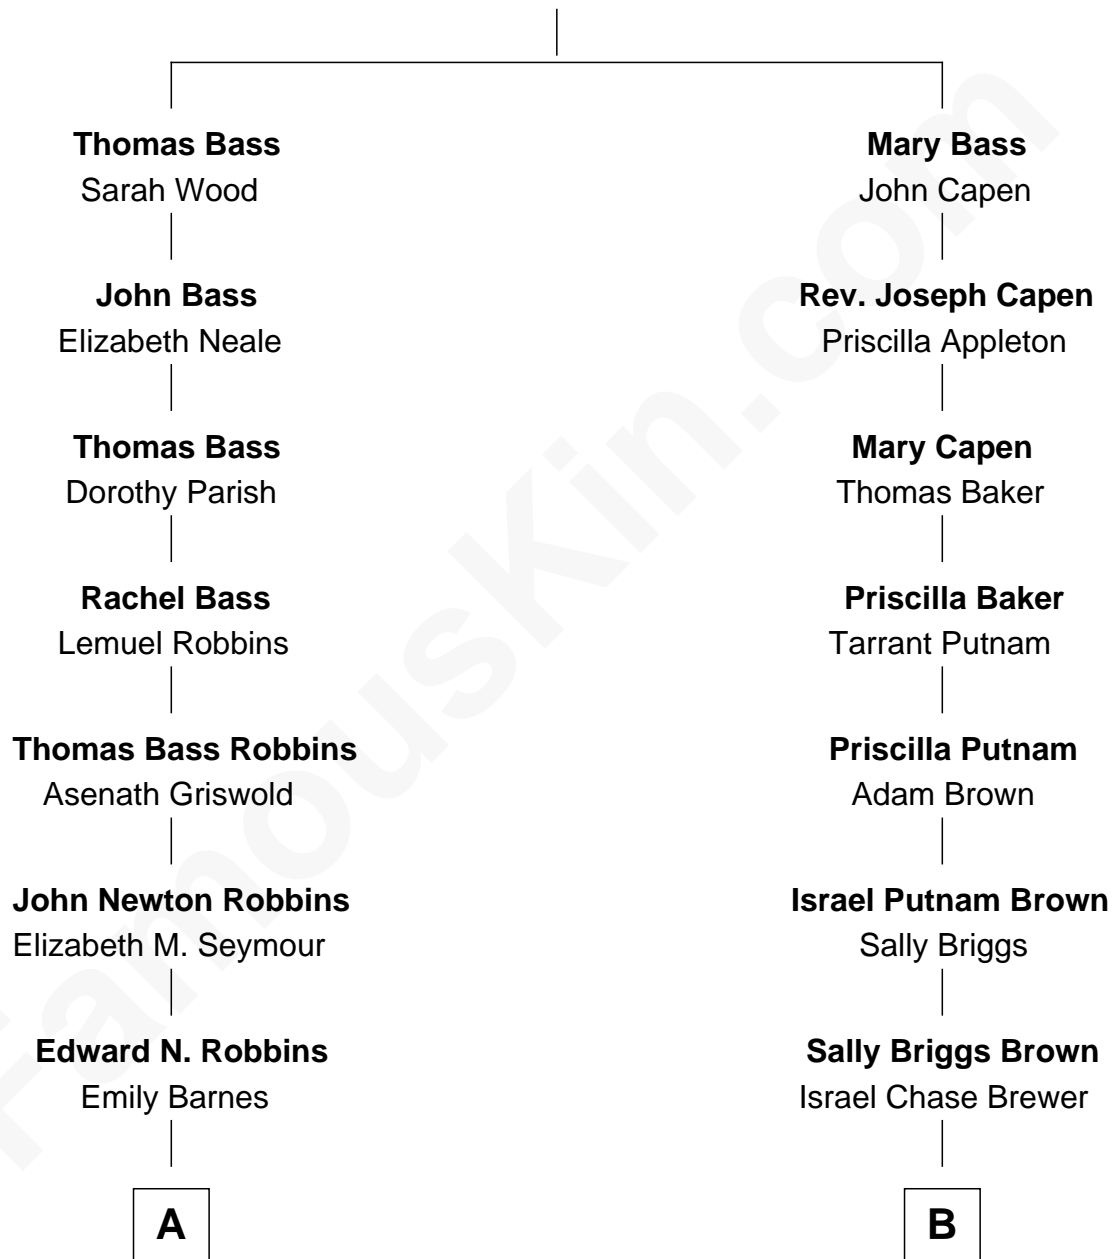 Thomas Bass
Sarah Wood
Mary Bass
John Capen
John Bass
Elizabeth Neale
Rev. Joseph Capen
Priscilla Appleton
Thomas Bass
Dorothy Parish
Mary Capen
Thomas Baker
Rachel Bass
Lemuel Robbins
Priscilla Baker
Tarrant Putnam
Thomas Bass Robbins
Asenath Griswold
Priscilla Putnam
Adam Brown
John Newton Robbins
Elizabeth M. Seymour
Israel Putnam Brown
Sally Briggs
Edward N. Robbins
Emily Barnes
Sally Briggs Brown
Israel Chase Brewer
A
B
FamousKin.com